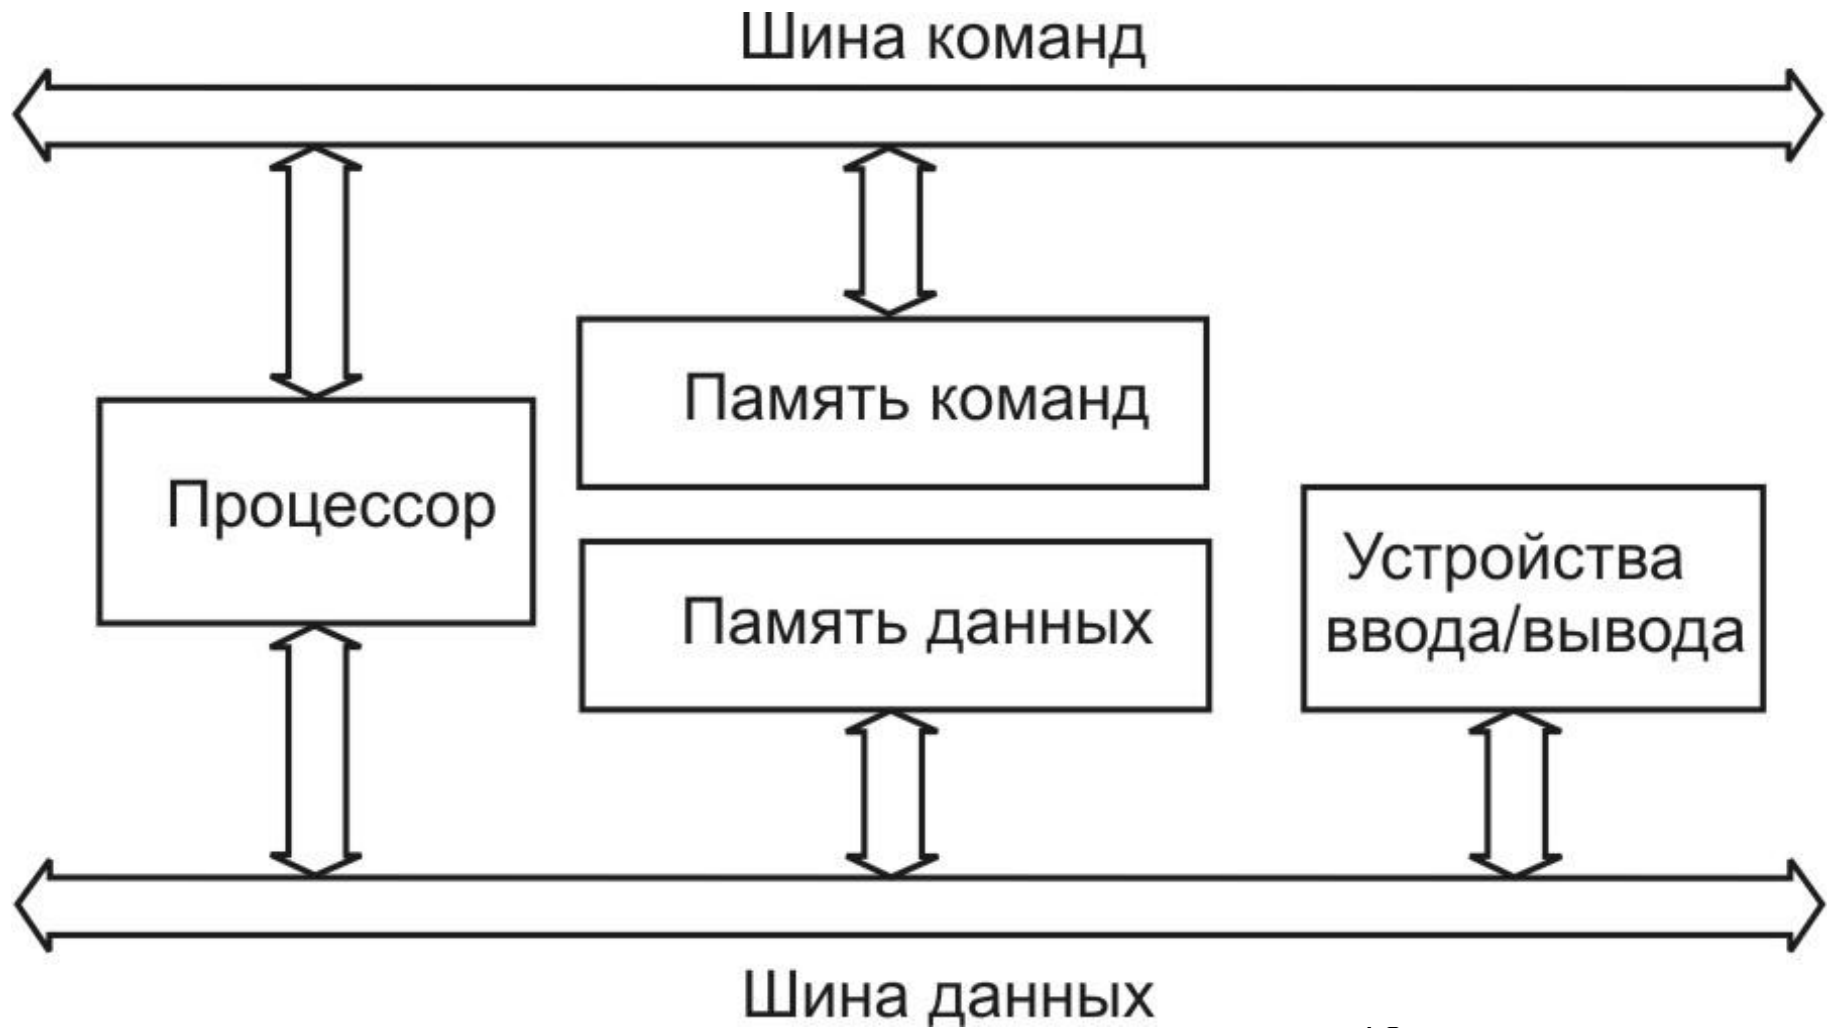 Шина команд
Память команд
Процессор
Устройства
ввода/вывода
Память данных
Шина данных